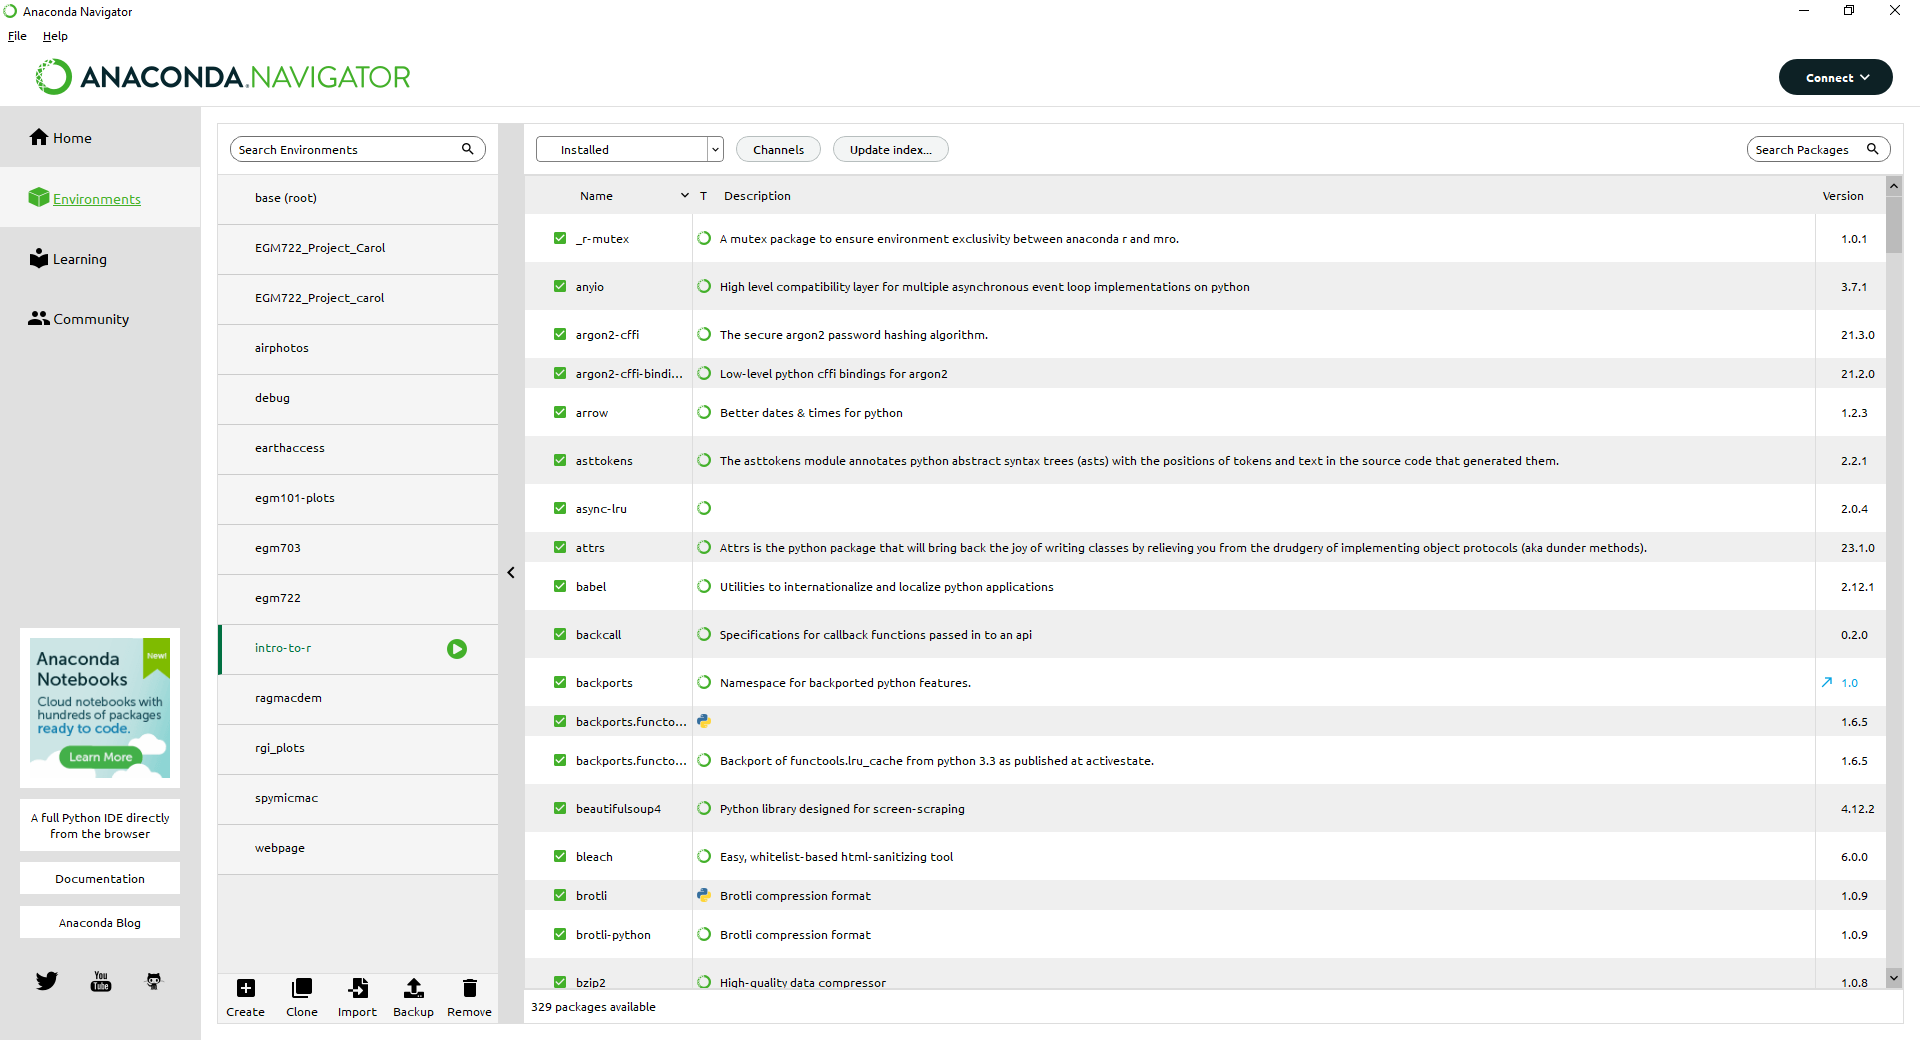 Anaconda Navigator
File Help
ANACONDA.NAVIGATOR
Connect
Home
Environments
Learning
Community
Anaconda
Notebooks
New!
Cloud notebooks with
hundreds of packages
ready to code.
Learn More
A full Python IDE directly
from the browser
Documentation
Anaconda Blog
You
Tube
Search Environments
base (root)
EGM722_Project_Carol
EGM722_Project_carol
airphotos
debug
earthaccess
egm101-plots
egm703
egm722
intro-to-r
ragmacdem
rgi_plots
spymicmac
webpage
Create Clone Import Backup Remove
Installed Channels Update index... Search Packages
Name T Description Version
_r-mutex A mutex package to ensure environment exclusivity between anaconda r and mro. 1.0.1
anyio High level compatibility layer for multiple asynchronous event loop implementations on python 3.7.1
argon2-cffi The secure argon2 password hashing algorithm. 21.3.0
argon2-cffi-bindi... Low-level python cffi bindings for argon2 21.2.0
arrow Better dates & times for python 1.2.3
asttokens The asttokens module annotates python abstract syntax trees (asts) with the positions of tokens and text in the source code that generated them. 2.2.1
async-lru 2.0.4
attrs Attrs is the python package that will bring back the joy of writing classes by relieving you from the drudgery of implementing object protocols (aka dunder methods). 23.1.0
babel Utilities to internationalize and localize python applications 2.12.1
backcall Specifications for callback functions passed in to an api 0.2.0
backports Namespace for backported python features. 1.0
backports.functo... 1.6.5
backports.functo... Backport of functools.lru_cache from python 3.3 as published at activestate. 1.6.5
beautifulsoup4 Python library designed for screen-scraping 4.12.2
bleach Easy, whitelist-based html-sanitizing tool 6.0.0
brotli Brotli compression format 1.0.9
brotli-python Brotli compression format 1.0.9
bzip2 High-quality data compressor 1.0.8
329 packages available